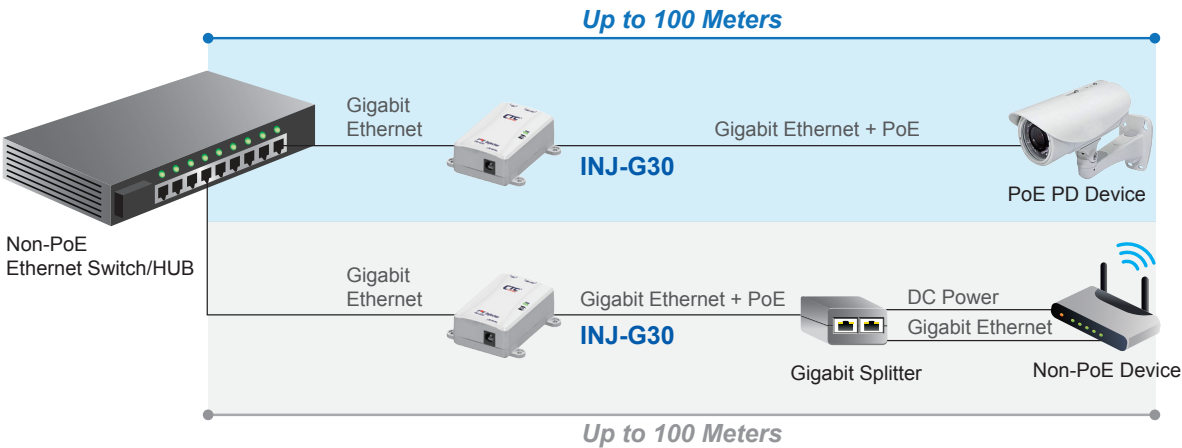 Up to 100 Meters
Gigabit
Ethernet
CTC
Gigabit Ethernet + PoE
INJ-G30
PoE PD Device
Non-PoE
Ethernet Switch/HUB
Gigabit
Ethernet
CTC
Gigabit Ethernet + PoE
INJ-G30
DC Power
Gigabit Ethernet
Gigabit Splitter
Non-PoE Device
Up to 100 Meters